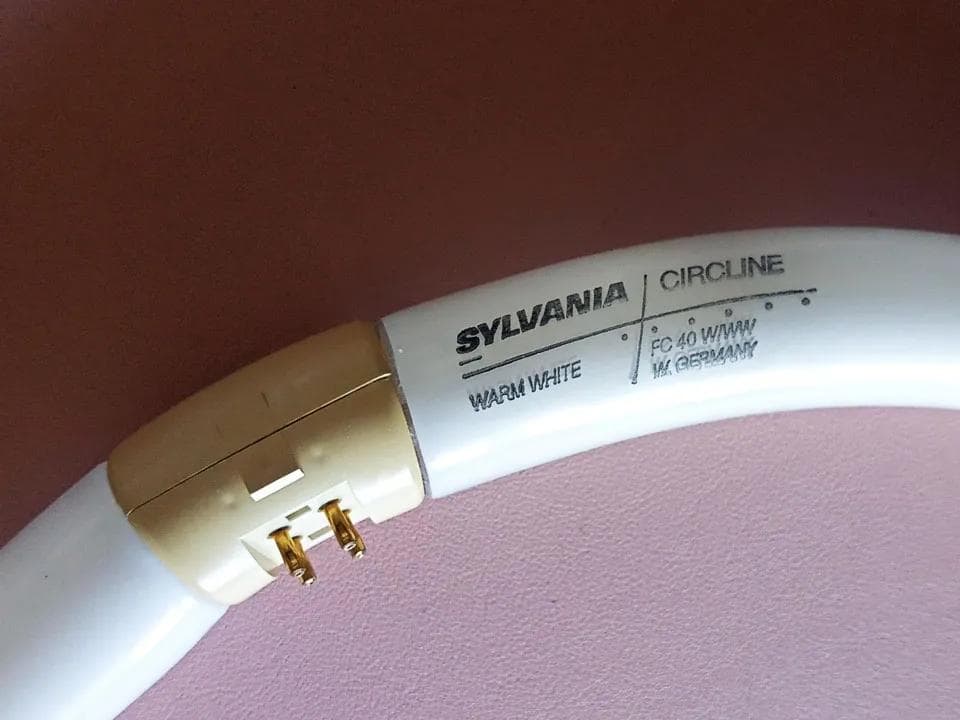 SYLVANIA
CIRCLINE
WARM WHITE
FC 40 W/WW
W. GERMANY